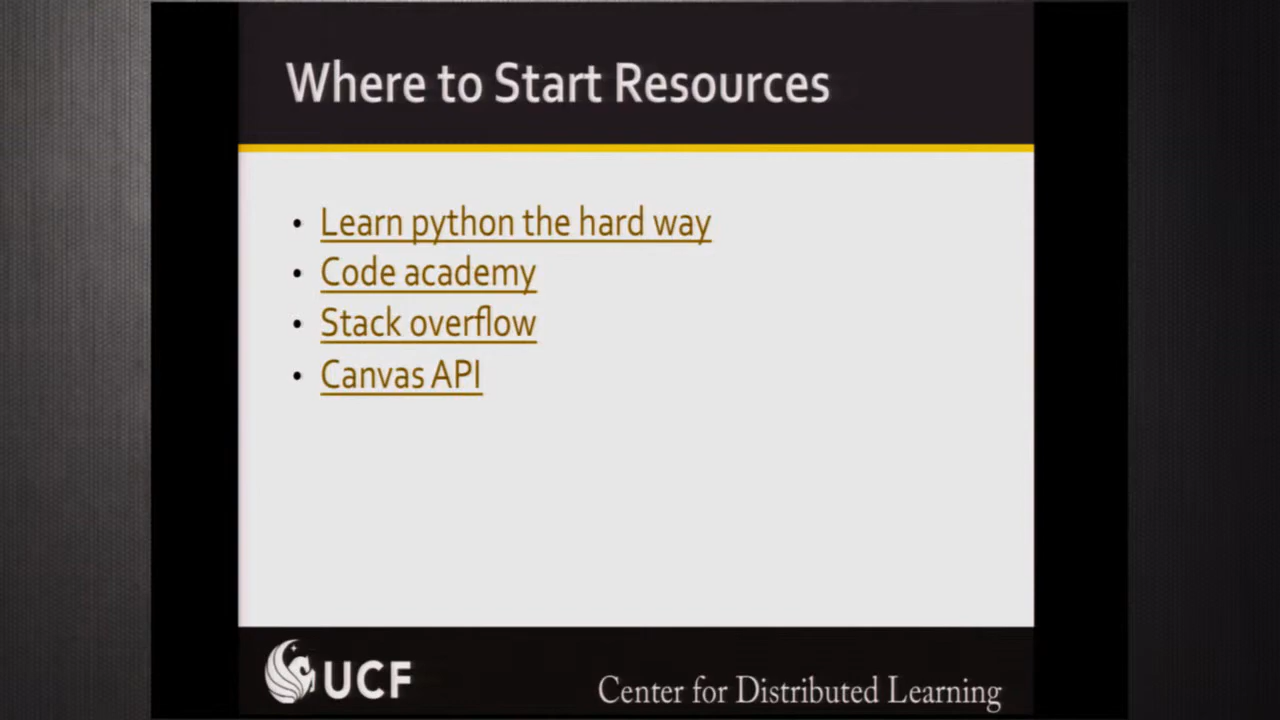 Where to Start Resources
• Learn python the hard way
• Code academy
• Stack overflow
• Canvas API
UCF
Center for Distributed Learning